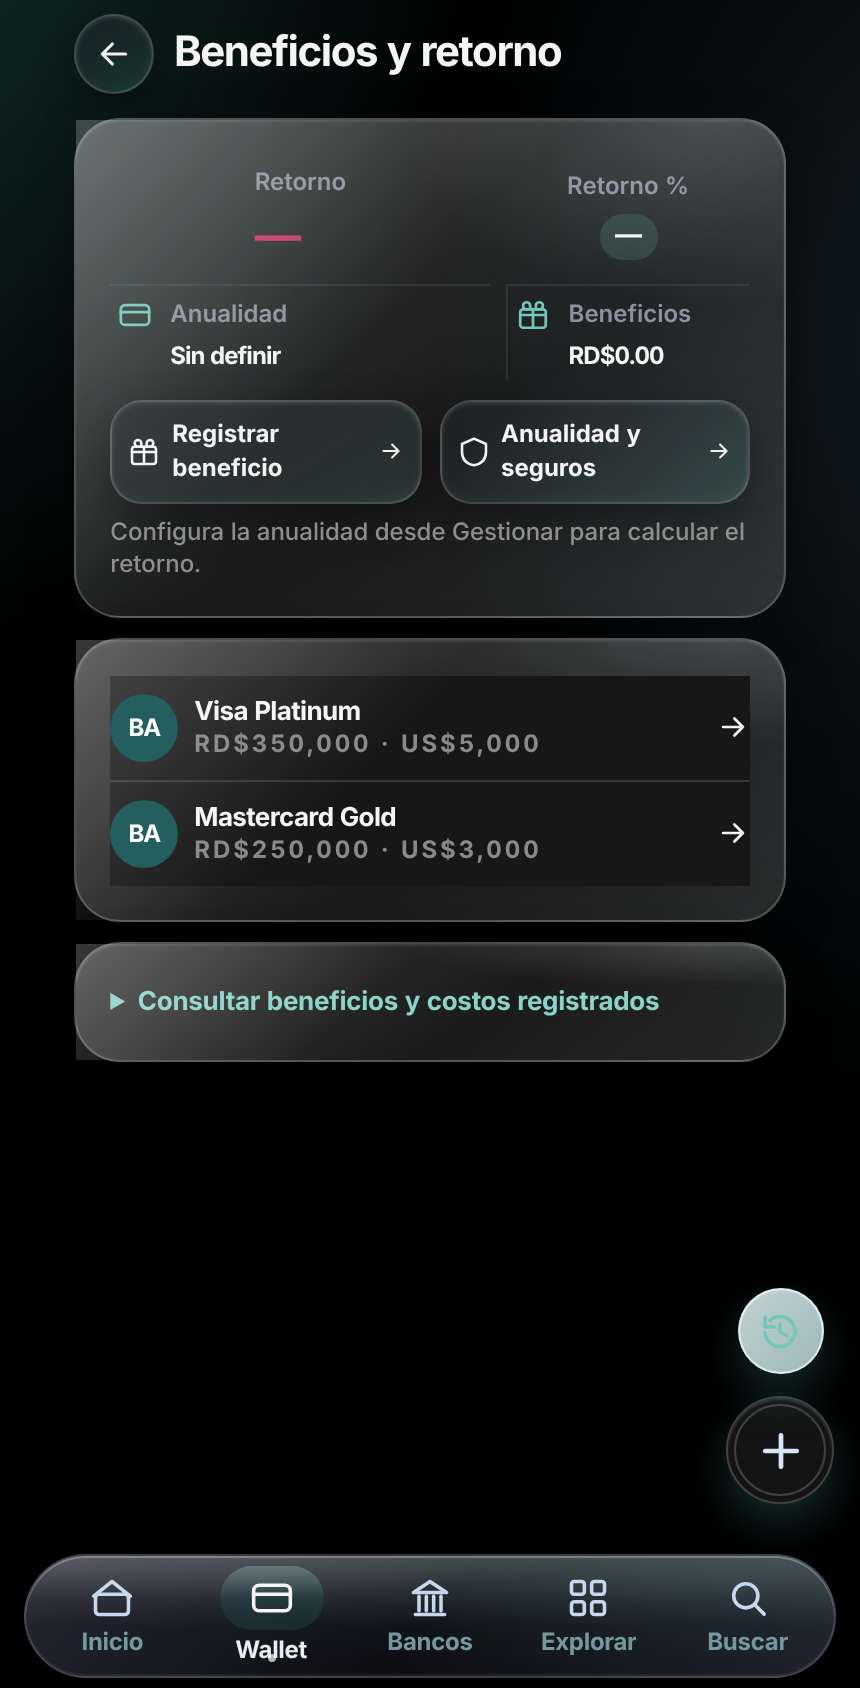 Beneficios y retorno
Retorno
Retorno %
—
—
Anualidad
Sin definir
Beneficios
RD$0.00
Registrar
beneficio
Anualidad y
seguros
Configura la anualidad desde Gestionar para calcular el
retorno.
BA
Visa Platinum
RD$350,000 · US$5,000
BA
Mastercard Gold
RD$250,000 · US$3,000
Consultar beneficios y costos registrados
Inicio
Wallet
Bancos
Explorar
Buscar